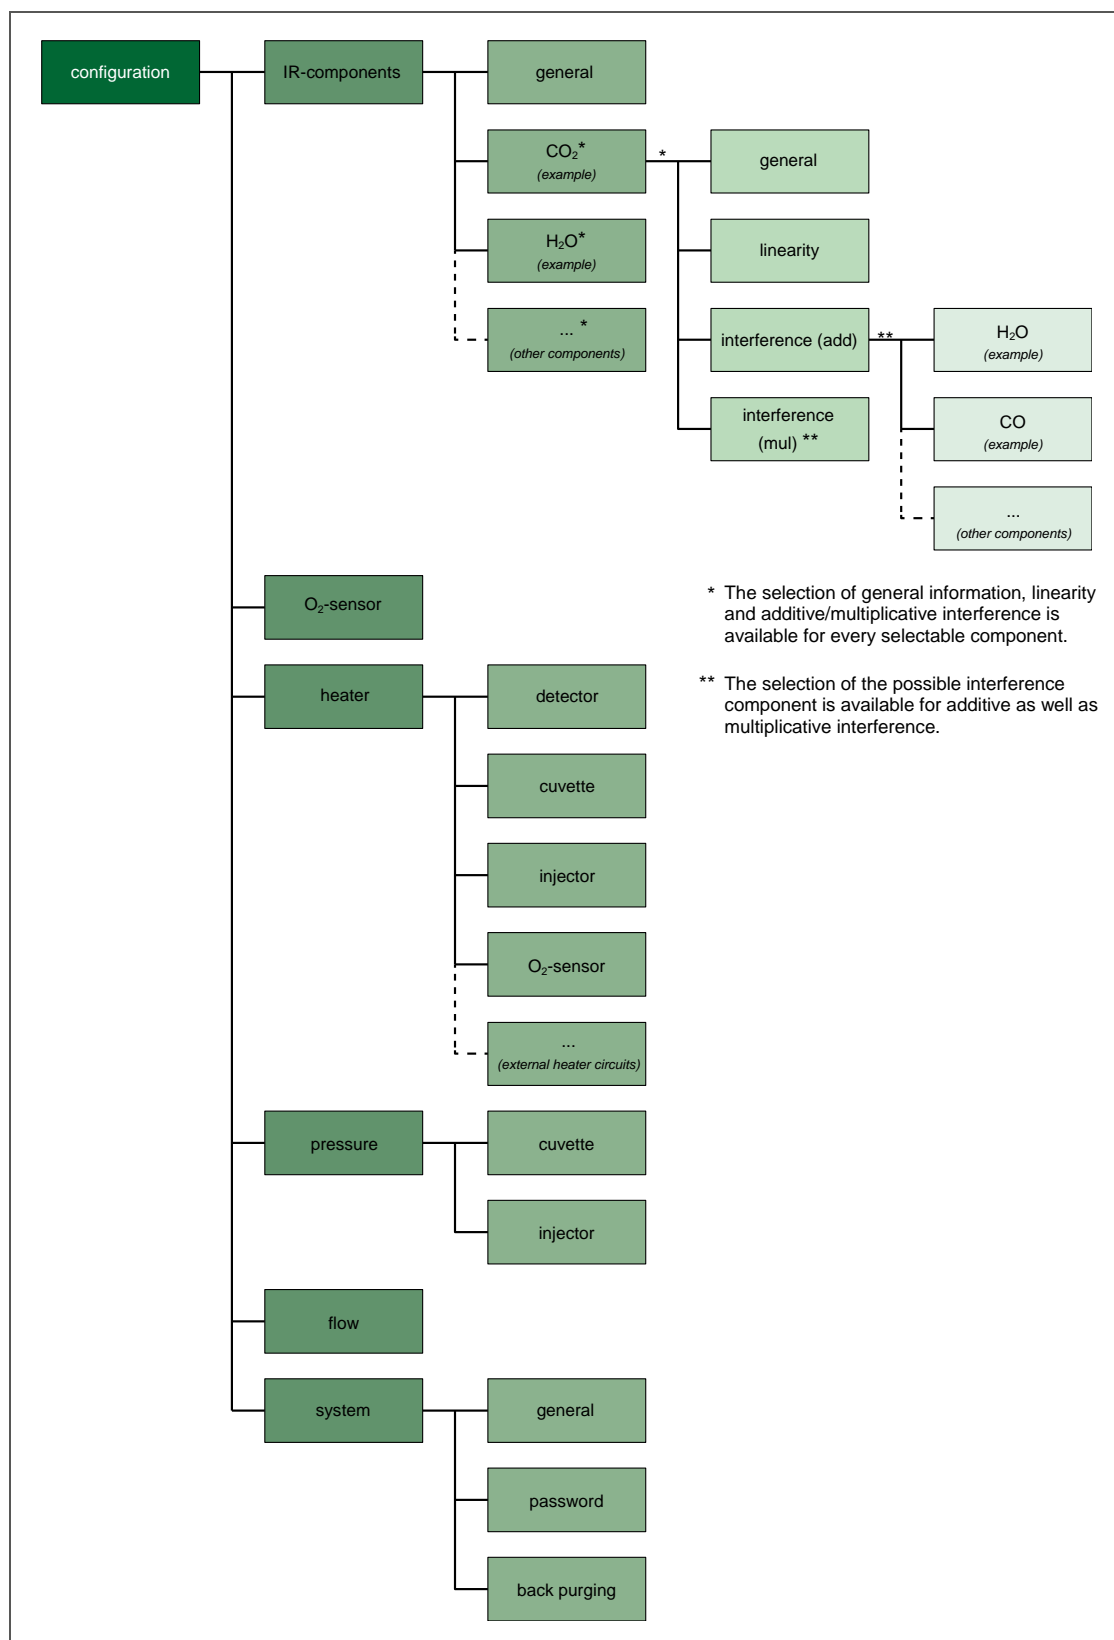 configuration
IR-components
general
CO₂*
(example)
*
general
H₂O*
(example)
linearity
... *
(other components)
interference (add)
**
H₂O
(example)
interference
(mul) **
CO
(example)
...
(other components)
O₂-sensor
* The selection of general information, linearity
and additive/multiplicative interference is
available for every selectable component.
heater
detector
** The selection of the possible interference
component is available for additive as well as
multiplicative interference.
cuvette
injector
O₂-sensor
...
(external heater circuits)
pressure
cuvette
injector
flow
system
general
password
back purging